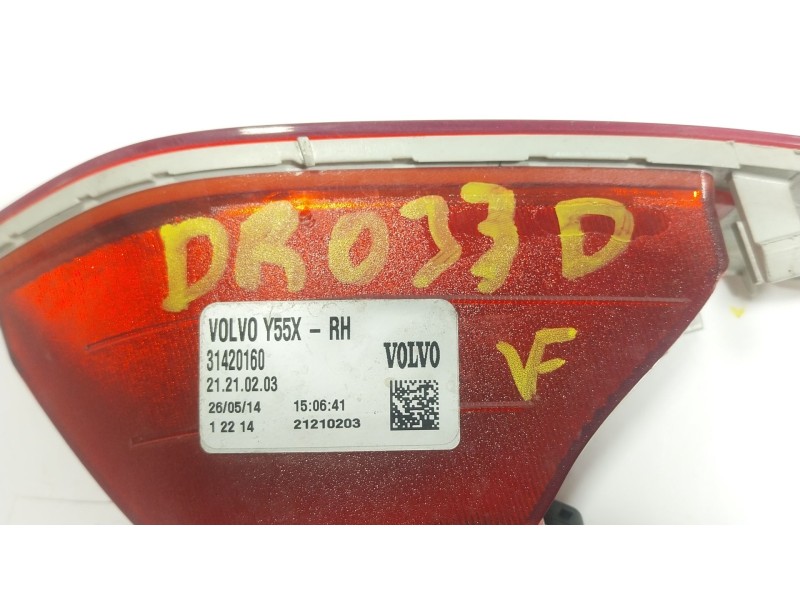 DR033D
VOLVO Y55X - RH
31420160
VOLVO
21.21.02.03
26/05/14 15:06:41
1 22 14 21210203
VF